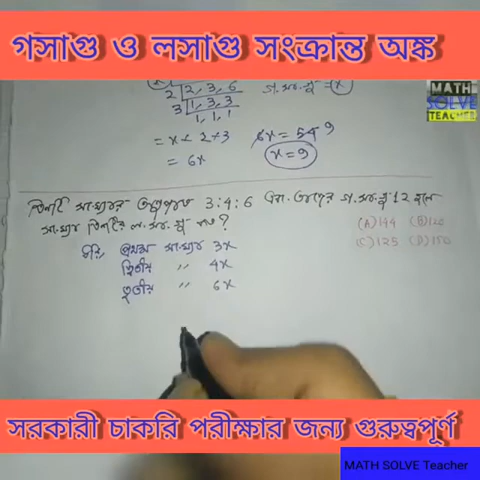 গসাগু ও লসাগু সংক্রান্ত অঙ্ক
MATH
SOLVE
TEACHER
2 2, 3, 6
3 1, 3, 3
1, 1, 1
গ.সা.গু = x
= x × 2 × 3
= 6x
6x = 54 9
x = 9
তিনটি সংখ্যার অনুপাত 3:4:6 এবং তাদের গ.সা.গু 12 হলে
সংখ্যা তিনটির ল.সা.গু কত?
(A) 144 (B) 120
(C) 125 (D) 150
ধরি, প্রথম সংখ্যা 3x
দ্বিতীয় " 4x
তৃতীয় " 6x
সরকারী চাকরি পরীক্ষার জন্য গুরুত্বপূর্ণ
MATH SOLVE Teacher